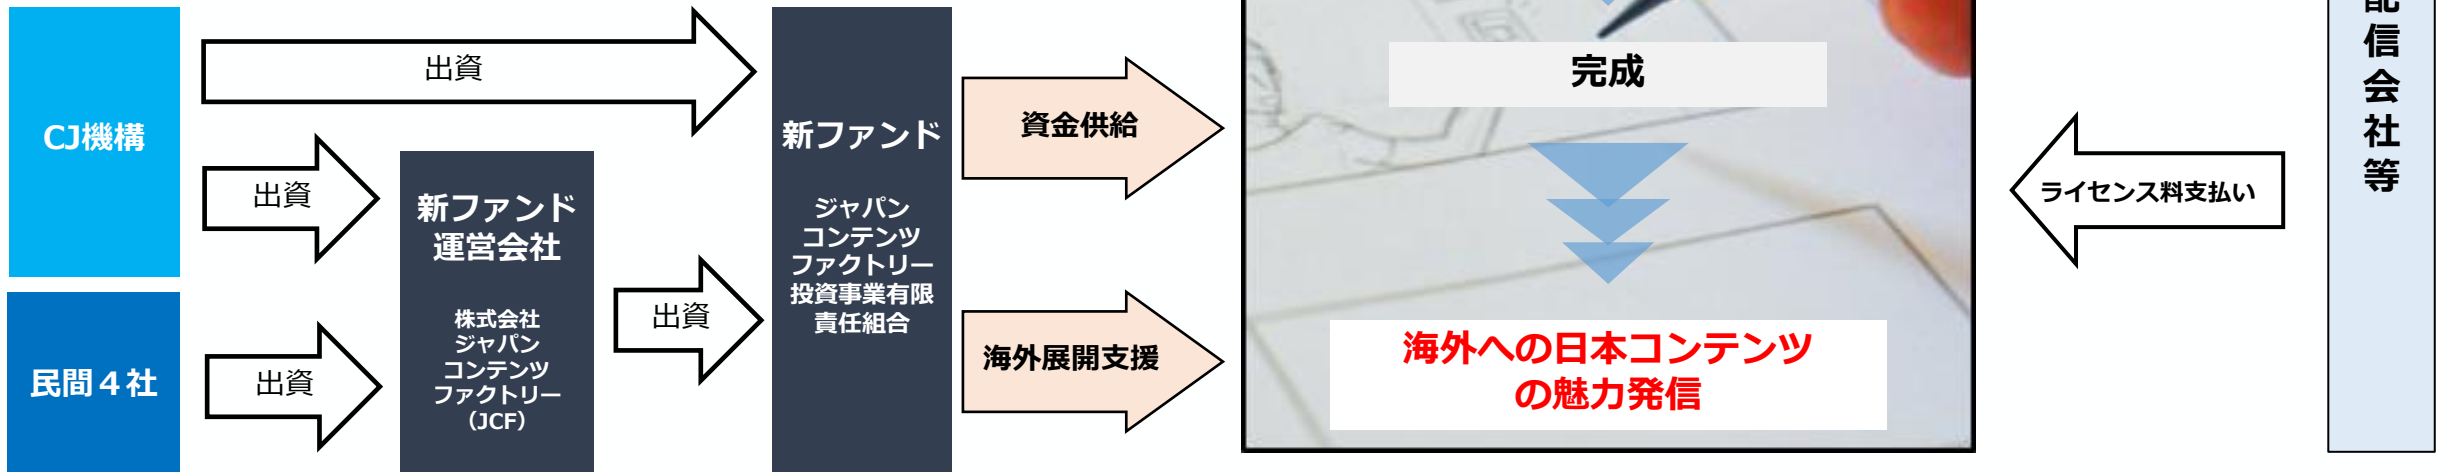 CJ機構
民間４社
出資
出資
出資
新ファンド
運営会社
株式会社
ジャパン
コンテンツ
ファクトリー
（JCF）
出資
新ファンド
ジャパン
コンテンツ
ファクトリー
投資事業有限
責任組合
資金供給
海外展開支援
完成
海外への日本コンテンツ
の魅力発信
ライセンス料支払い
配信会社等